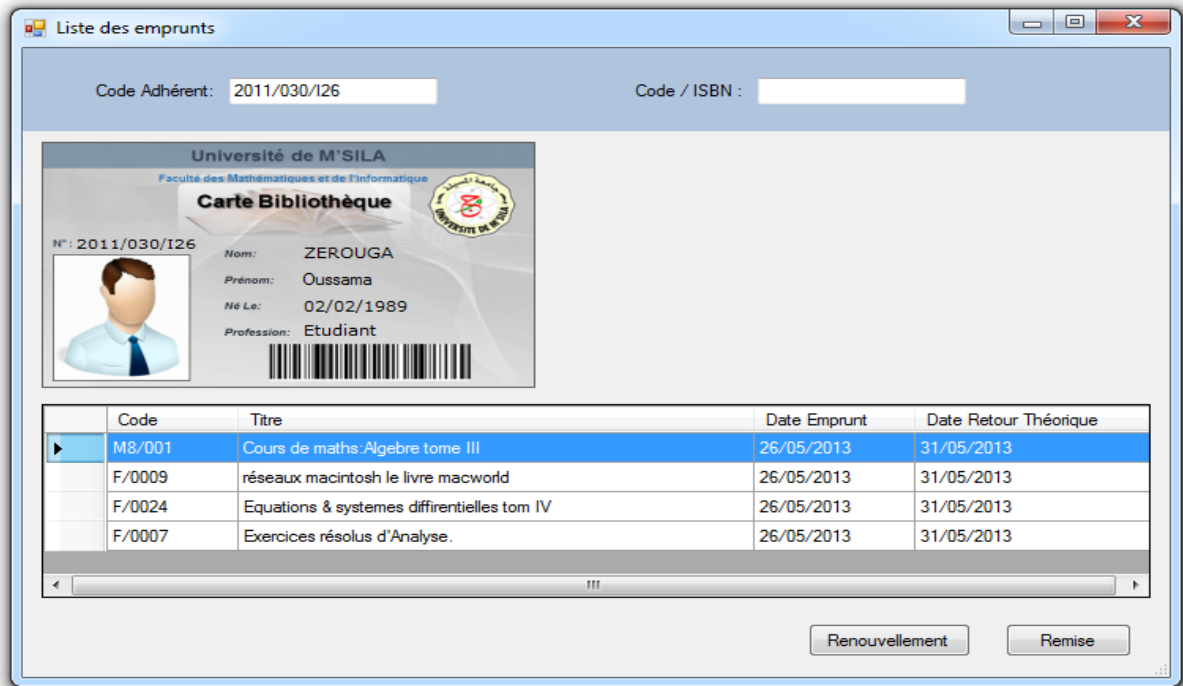 Liste des emprunts
Code Adhérent: 2011/030/I26 Code / ISBN :
Université de M'SILA
Faculté des Mathématiques et de l'Informatique
Carte Bibliothèque
UNIVERSITE DE M'SILA
N° : 2011/030/I26
Nom: ZEROUGA
Prénom: Oussama
Né Le: 02/02/1989
Profession: Etudiant
Code Titre Date Emprunt Date Retour Théorique
M8/001 Cours de maths:Algebre tome III 26/05/2013 31/05/2013
F/0009 réseaux macintosh le livre macworld 26/05/2013 31/05/2013
F/0024 Equations & systemes diffirentielles tom IV 26/05/2013 31/05/2013
F/0007 Exercices résolus d'Analyse. 26/05/2013 31/05/2013
Renouvellement Remise